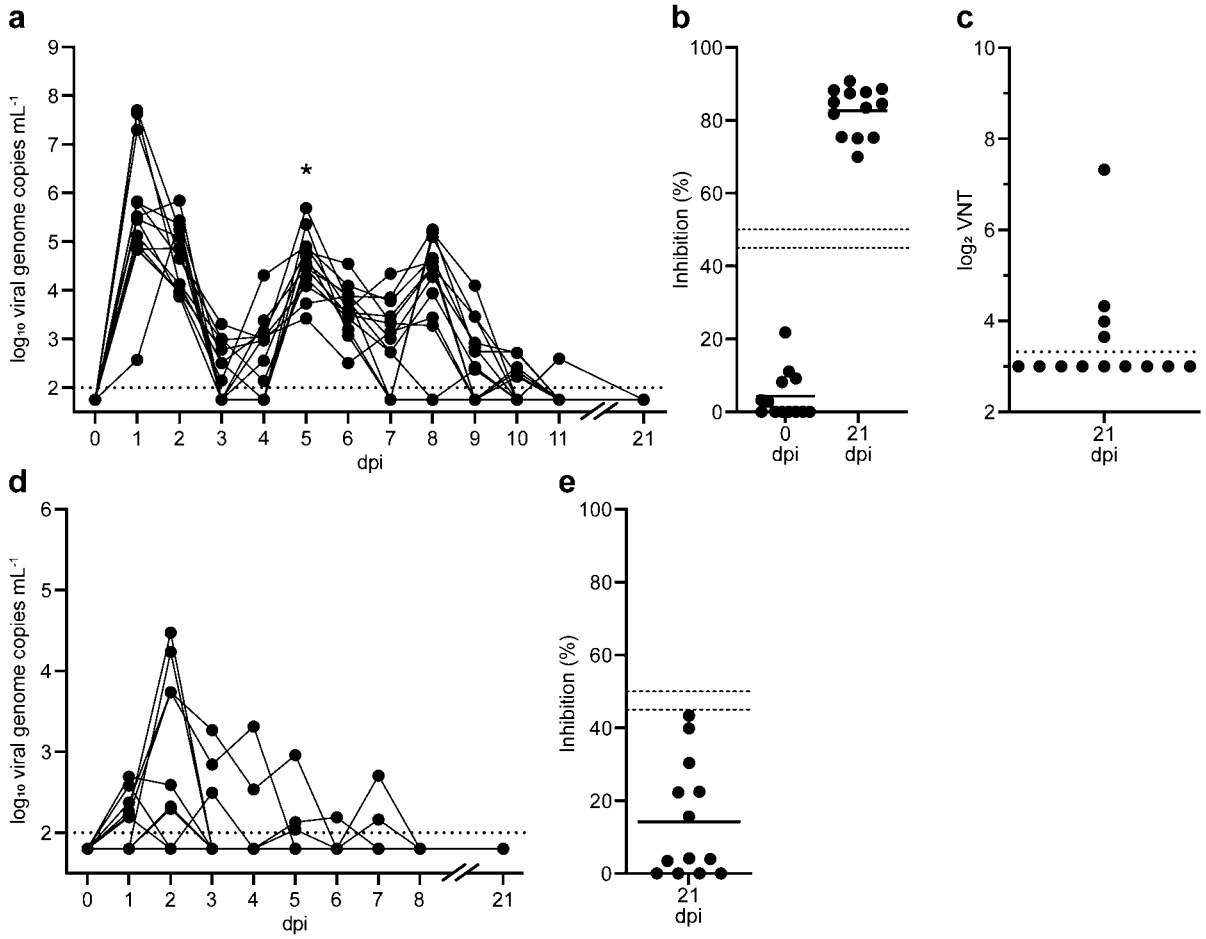 a
log₁₀ viral genome copies mL⁻¹
9
8
7
6
5
4
3
2
*
0 1 2 3 4 5 6 7 8 9 10 11 21
dpi
b
Inhibition (%)
100
80
60
40
20
0
0 21
dpi dpi
c
log₂ VNT
10
8
6
4
2
21
dpi
d
log₁₀ viral genome copies mL⁻¹
6
5
4
3
2
0 1 2 3 4 5 6 7 8 21
dpi
e
Inhibition (%)
100
80
60
40
20
0
21
dpi